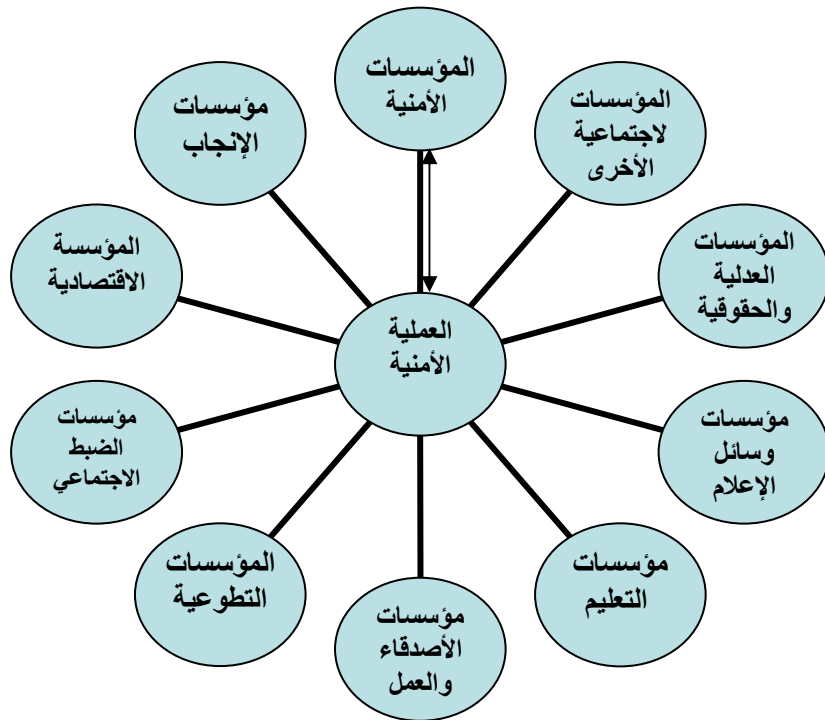 المؤسسات
الأمنية
المؤسسات
لاجتماعية
الأخرى
المؤسسات
العدلية
والحقوقية
مؤسسات
وسائل
الإعلام
مؤسسات
التعليم
مؤسسات
الأصدقاء
والعمل
المؤسسات
التطوعية
مؤسسات
الضبط
الاجتماعي
المؤسسة
الاقتصادية
مؤسسات
الإنجاب
العملية
الأمنية